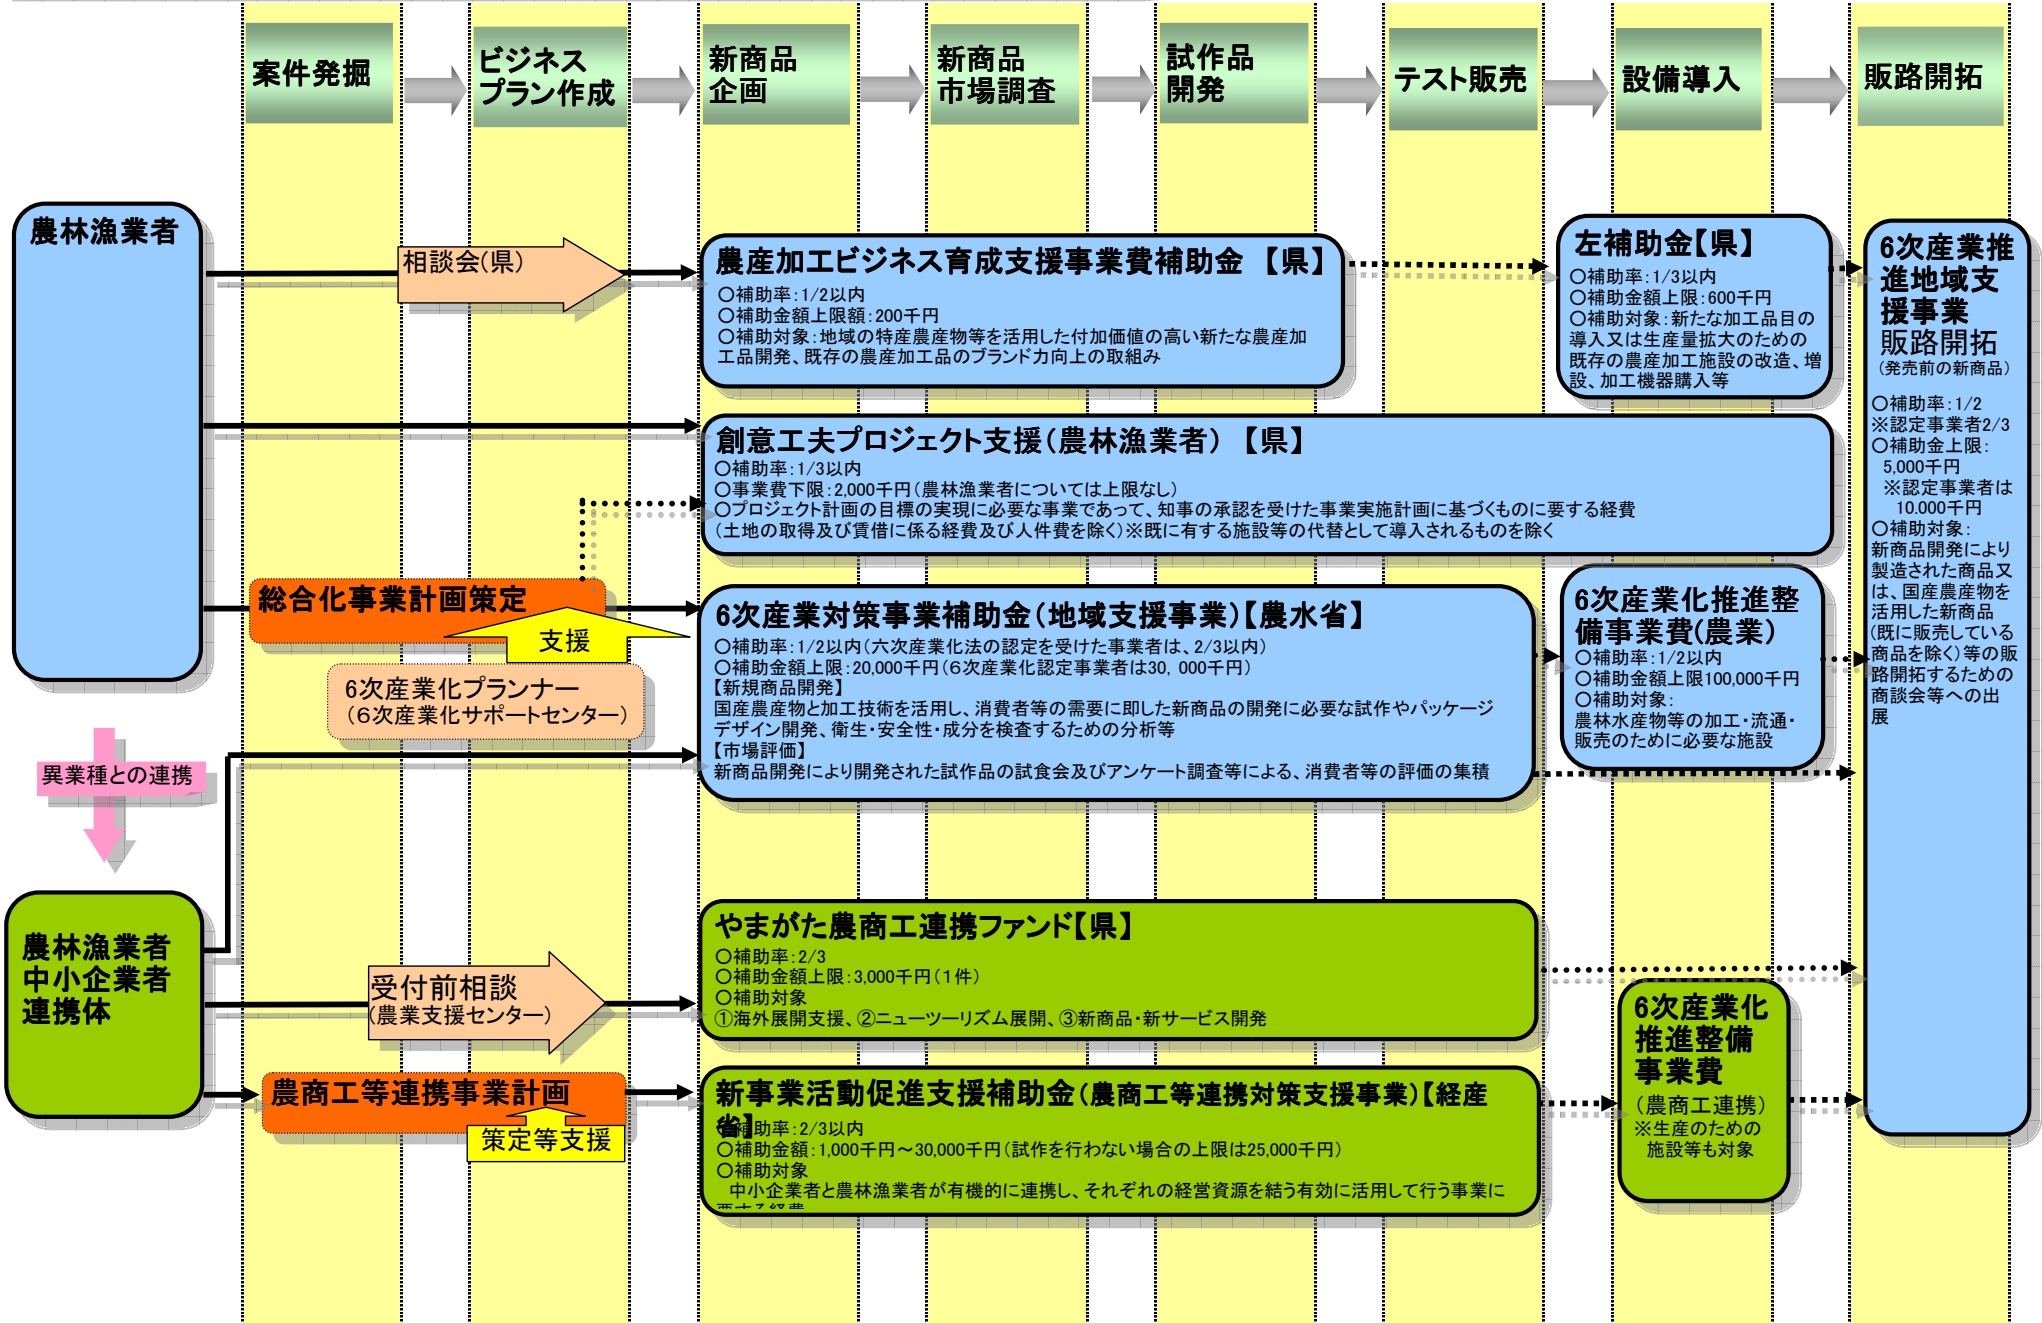 案件発掘
ビジネス
プラン作成
新商品
企画
新商品
市場調査
試作品
開発
テスト販売
設備導入
販路開拓
農林漁業者
相談会(県)
農産加工ビジネス育成支援事業費補助金 【県】
○補助率:1/2以内
○補助金額上限額:200千円
○補助対象:地域の特産農産物等を活用した付加価値の高い新たな農産加
工品開発、既存の農産加工品のブランド力向上の取組み
左補助金【県】
○補助率:1/3以内
○補助金額上限:600千円
○補助対象:新たな加工品目の
導入又は生産量拡大のための
既存の農産加工施設の改造、増
設、加工機器購入等
6次産業推
進地域支
援事業
販路開拓
(発売前の新商品)
○補助率:1/2
※認定事業者2/3
○補助金上限:
5,000千円
※認定事業者は
10.000千円
○補助対象:
新商品開発により
製造された商品又
は、国産農産物を
活用した新商品
(既に販売している
商品を除く)等の販
路開拓するための
商談会等への出
展
創意工夫プロジェクト支援(農林漁業者) 【県】
○補助率:1/3以内
○事業費下限:2,000千円(農林漁業者については上限なし)
○プロジェクト計画の目標の実現に必要な事業であって、知事の承認を受けた事業実施計画に基づくものに要する経費
(土地の取得及び賃借に係る経費及び人件費を除く)※既に有する施設等の代替として導入されるものを除く
総合化事業計画策定
支援
6次産業化プランナー
(6次産業化サポートセンター)
6次産業対策事業補助金(地域支援事業)【農水省】
○補助率:1/2以内(六次産業化法の認定を受けた事業者は、2/3以内)
○補助金額上限:20,000千円(6次産業化認定事業者は30, 000千円)
【新規商品開発】
国産農産物と加工技術を活用し、消費者等の需要に即した新商品の開発に必要な試作やパッケージ
デザイン開発、衛生・安全性・成分を検査するための分析等
【市場評価】
新商品開発により開発された試作品の試食会及びアンケート調査等による、消費者等の評価の集積
6次産業化推進整
備事業費(農業)
○補助率:1/2以内
○補助金額上限100,000千円
○補助対象:
農林水産物等の加工・流通・
販売のために必要な施設
異業種との連携
農林漁業者
中小企業者
連携体
受付前相談
(農業支援センター)
やまがた農商工連携ファンド【県】
○補助率:2/3
○補助金額上限:3,000千円(1件)
○補助対象
①海外展開支援、②ニューツーリズム展開、③新商品・新サービス開発
農商工等連携事業計画
策定等支援
新事業活動促進支援補助金(農商工等連携対策支援事業)【経産
省】
補助率:2/3以内
○補助金額:1,000千円～30,000千円(試作を行わない場合の上限は25,000千円)
○補助対象
中小企業者と農林漁業者が有機的に連携し、それぞれの経営資源を結う有効に活用して行う事業に
6次産業化
推進整備
事業費
(農商工連携)
※生産のための
施設等も対象